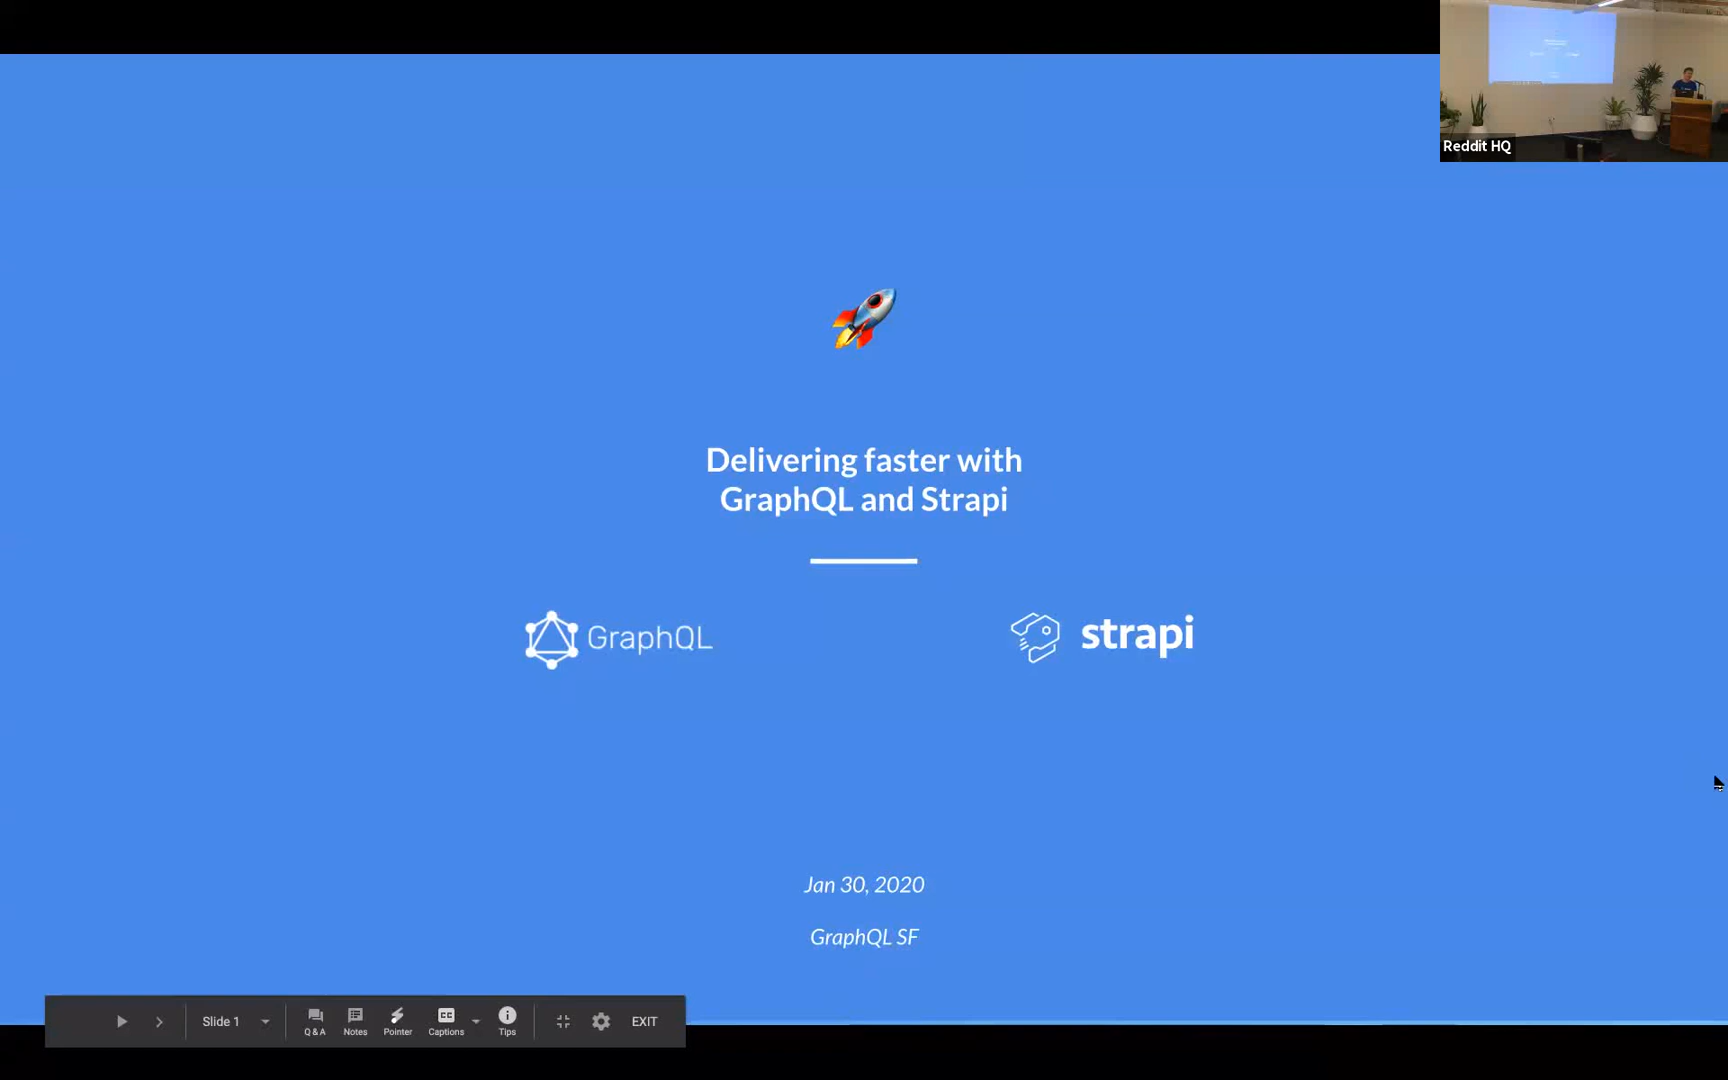 Reddit HQ
Delivering faster with
GraphQL and Strapi
GraphQL
strapi
Jan 30, 2020
GraphQL SF
Slide 1
Q & A
Notes
Pointer
CC
Captions
Tips
EXIT